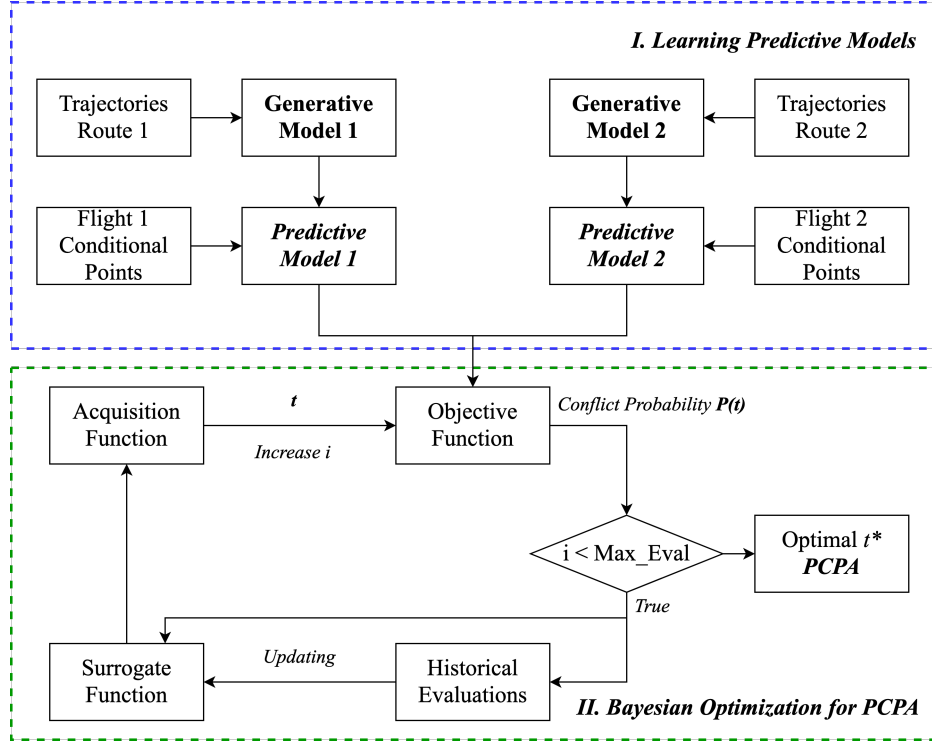 I. Learning Predictive Models
Trajectories
Route 1
Generative
Model 1
Generative
Model 2
Trajectories
Route 2
Flight 1
Conditional
Points
Predictive
Model 1
Predictive
Model 2
Flight 2
Conditional
Points
Acquisition
Function
t
Increase i
Objective
Function
Conflict Probability P(t)
i < Max_Eval
Optimal t*
PCPA
True
Surrogate
Function
Updating
Historical
Evaluations
II. Bayesian Optimization for PCPA